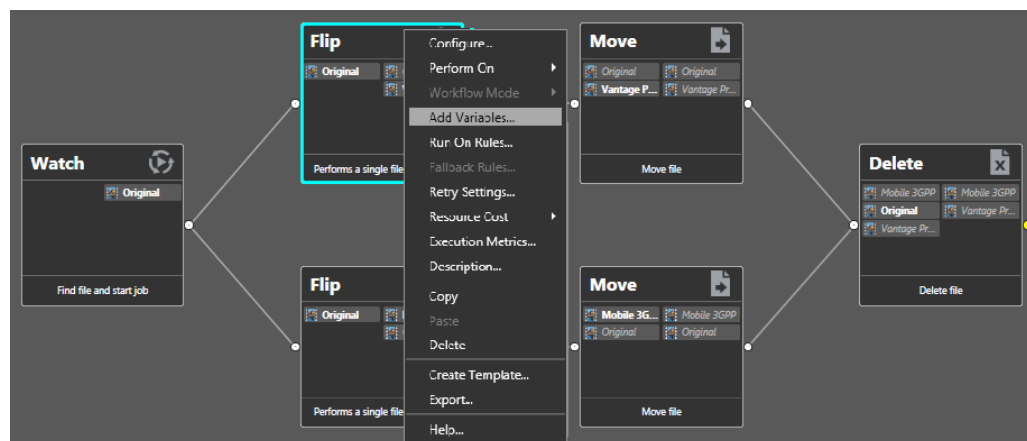 Watch
Original
Find file and start job
Flip
Original
Performs a single file
Configure...
Perform On
Workflow Mode
Add Variables...
Run On Rules...
Fallback Rules...
Retry Settings...
Resource Cost
Execution Metrics...
Description...
Copy
Paste
Delete
Create Template...
Export...
Help...
Move
Original Original
Vantage P... Vantage Pr...
Move file
Flip
Original
Performs a single file
Move
Mobile 3G... Mobile 3GPP
Original Original
Move file
Delete
Mobile 3GPP Mobile 3GPP
Original Vantage Pr...
Vantage Pr...
Delete file